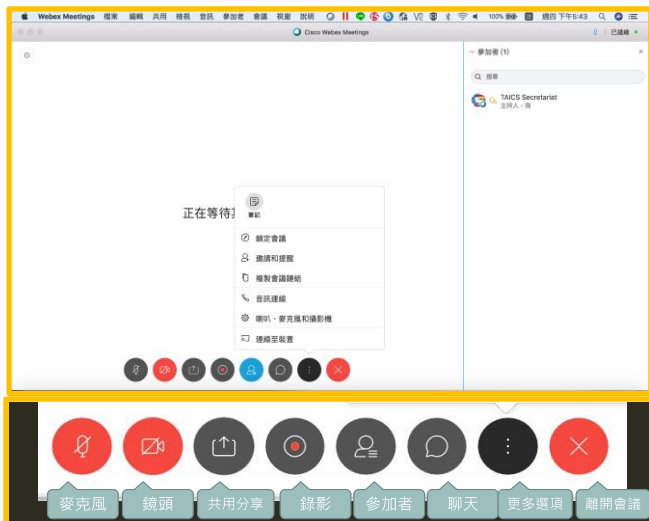 Webex Meetings 檔案 編輯 共用 檢視 音訊 參加者 會議 視窗 說明 100% 週四 下午5:43
Cisco Webex Meetings
已連線
參加者 (1)
搜尋
TAICS Secretariat
主持人、我
正在等待
筆記
鎖定會議
邀請和提醒
複製會議鏈結
音訊連線
喇叭、麥克風和攝影機
連線至裝置
麥克風 鏡頭 共用分享 錄影 參加者 聊天 更多選項 離開會議